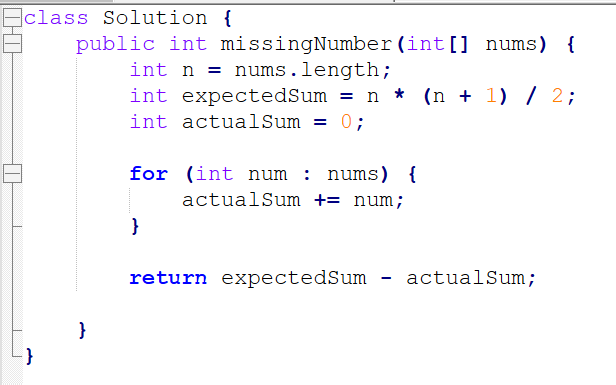 class Solution {
    public int missingNumber(int[] nums) {
        int n = nums.length;
        int expectedSum = n * (n + 1) / 2;
        int actualSum = 0;

        for (int num : nums) {
            actualSum += num;
        }

        return expectedSum - actualSum;

    }
}